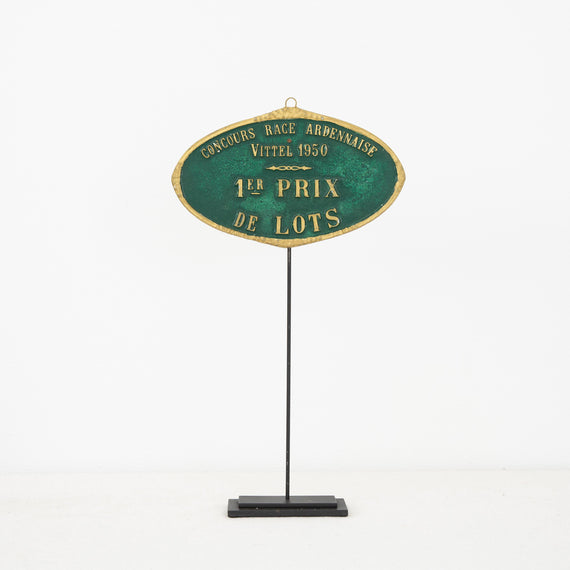 CONCOURS RACE ARDENNAISE
VITTEL 1950
1ER PRIX
DE LOTS